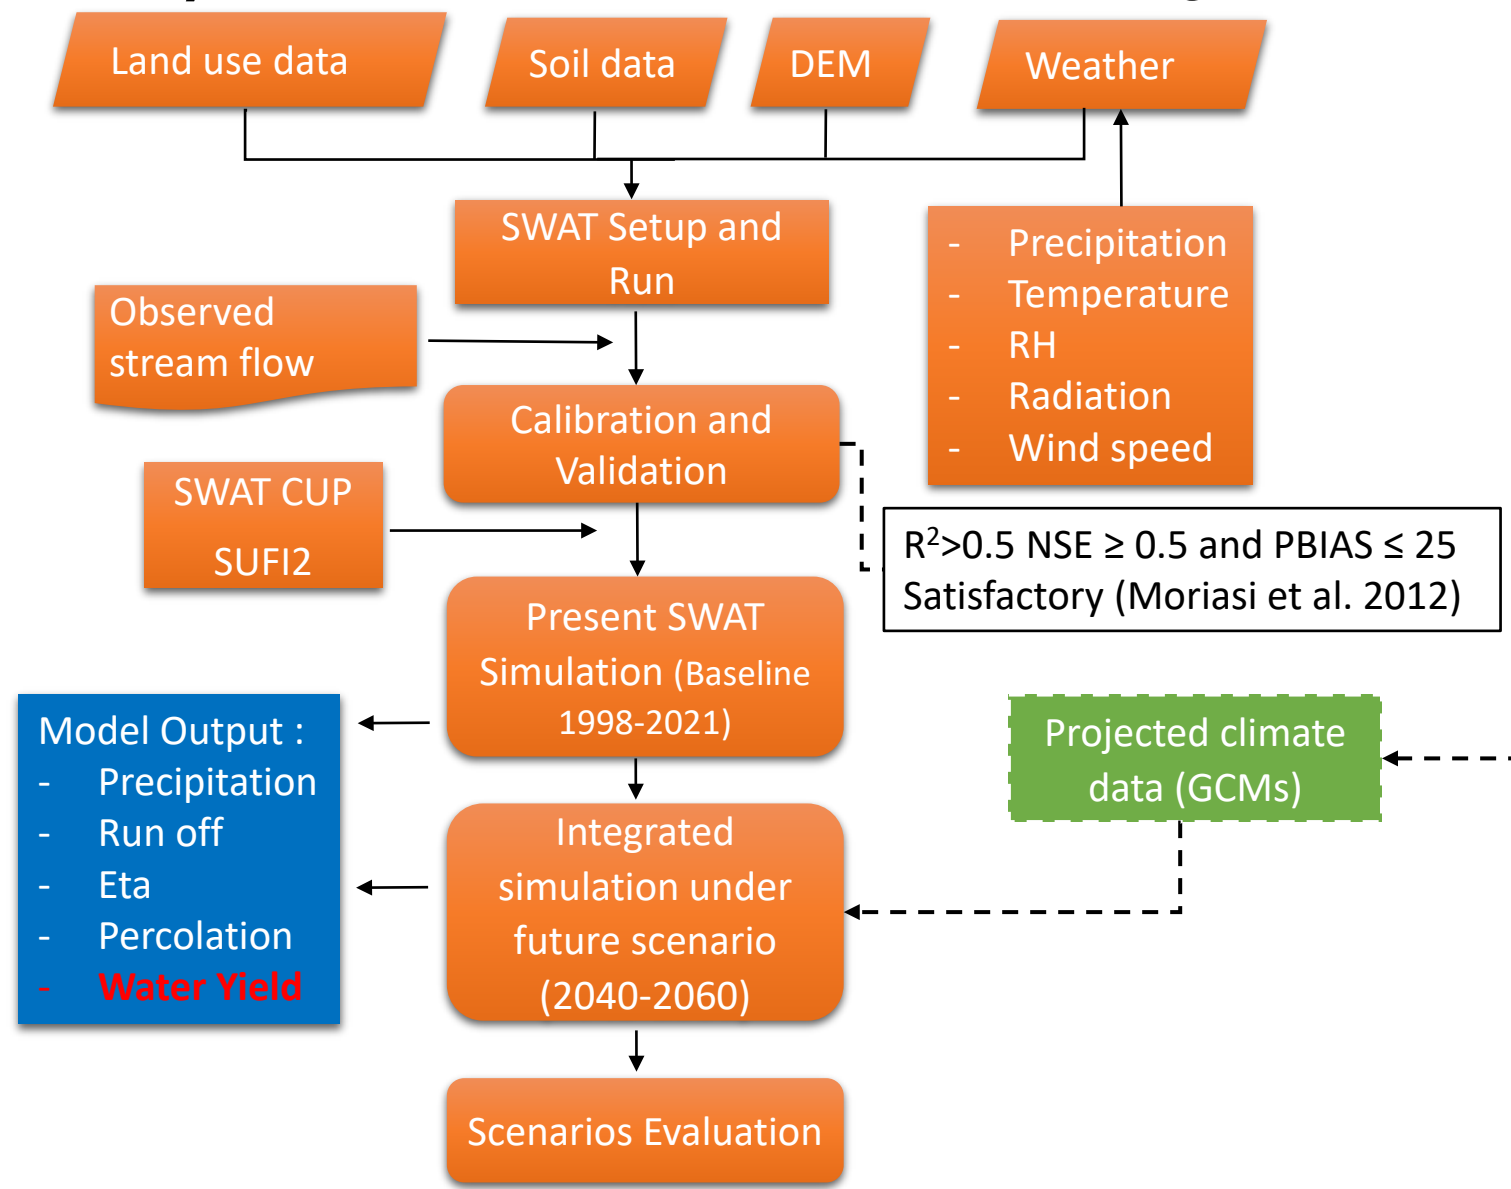 Land use data
Soil data
DEM
Weather
SWAT Setup and
Run
- Precipitation
- Temperature
- RH
- Radiation
- Wind speed
Observed
stream flow
Calibration and
Validation
SWAT CUP
SUFI2
R²>0.5 NSE ≥ 0.5 and PBIAS ≤ 25
Satisfactory (Moriasi et al. 2012)
Present SWAT
Simulation (Baseline
1998-2021)
Model Output :
- Precipitation
- Run off
- Eta
- Percolation
- Water Yield
Projected climate
data (GCMs)
Integrated
simulation under
future scenario
(2040-2060)
Scenarios Evaluation